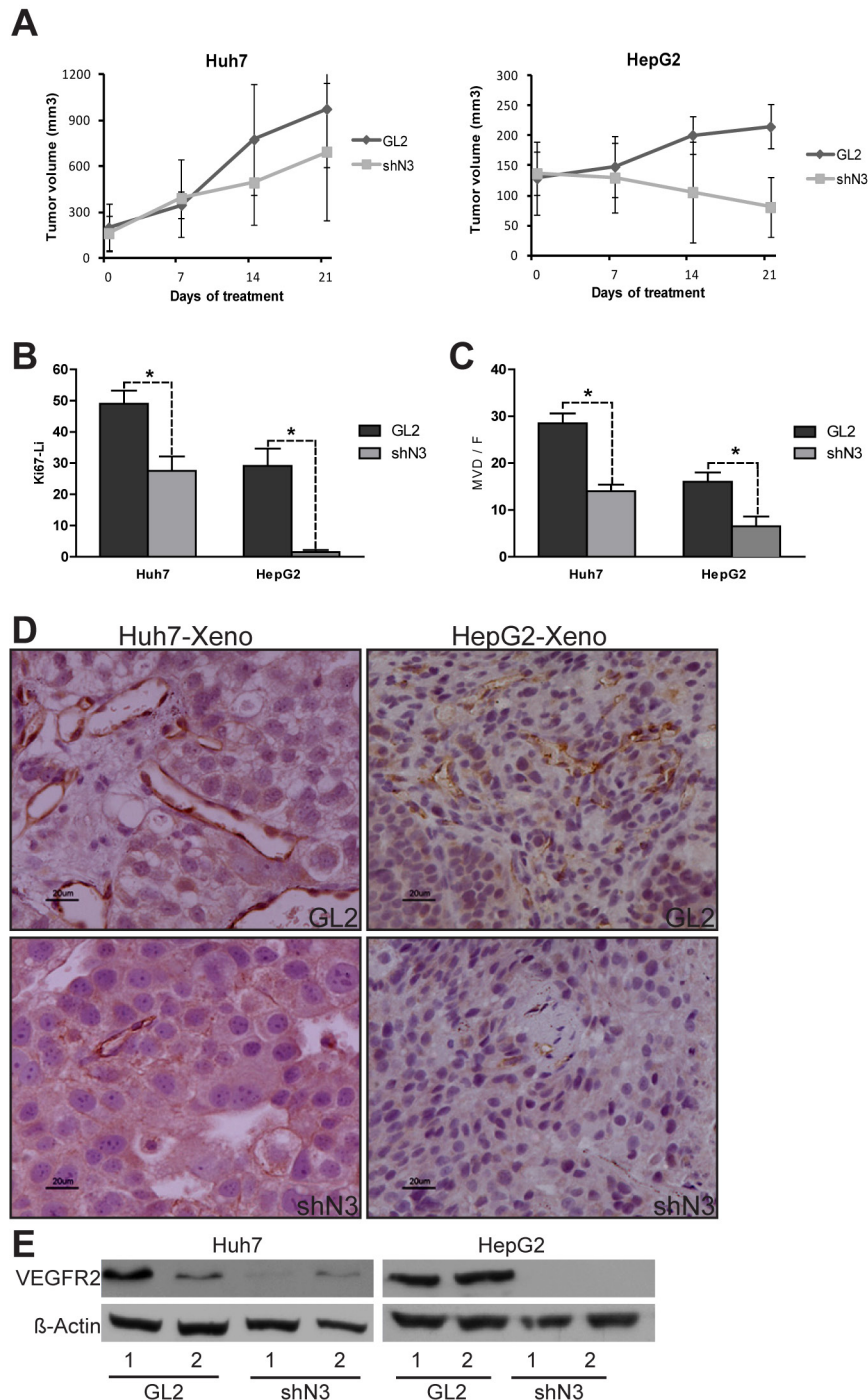 A
Huh7
Tumor volume (mm3)
1200
900
600
300
0
0 7 14 21
Days of treatment
GL2
shN3
HepG2
Tumor volume (mm3)
300
250
200
150
100
50
0
0 7 14 21
Days of treatment
GL2
shN3
B
Ki67-Li
60
50
40
30
20
10
0
* *
Huh7 HepG2
GL2
shN3
C
MVD / F
40
30
20
10
0
* *
Huh7 HepG2
GL2
shN3
D
Huh7-Xeno HepG2-Xeno
20um GL2
20um GL2
20um shN3
20um shN3
E
Huh7 HepG2
VEGFR2
ß-Actin
1 2 1 2 1 2 1 2
GL2 shN3 GL2 shN3